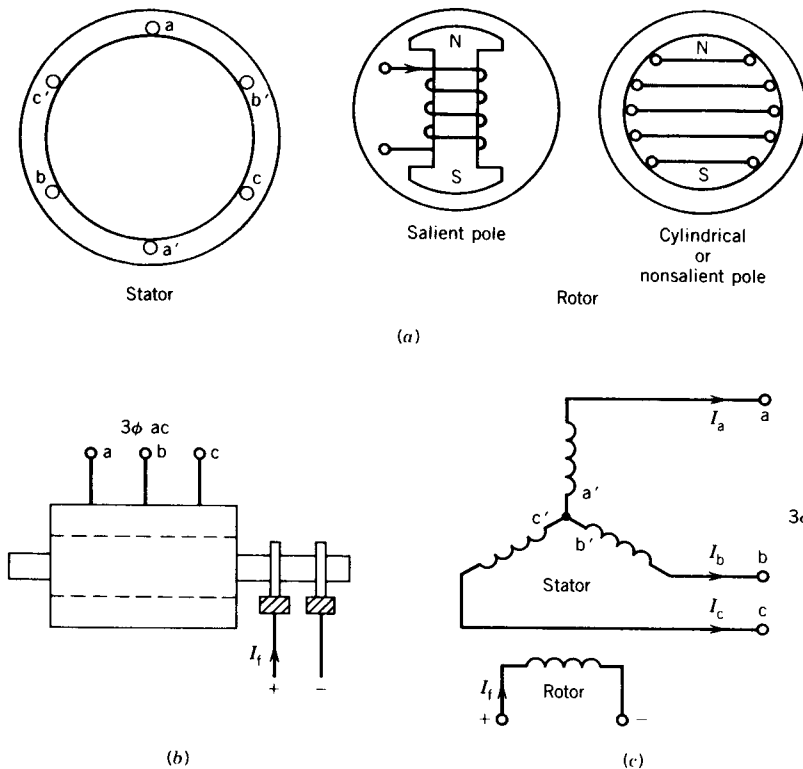 a
c′
b′
b
c
a′
Stator
N
S
Salient pole
N
S
Cylindrical
or
nonsalient pole
Rotor
(a)
3ϕ ac
a b c
I_f
+ −
(b)
I_a
a
a′
c′
b′
I_b
b
Stator
I_c
c
I_f
Rotor
+ −
(c)